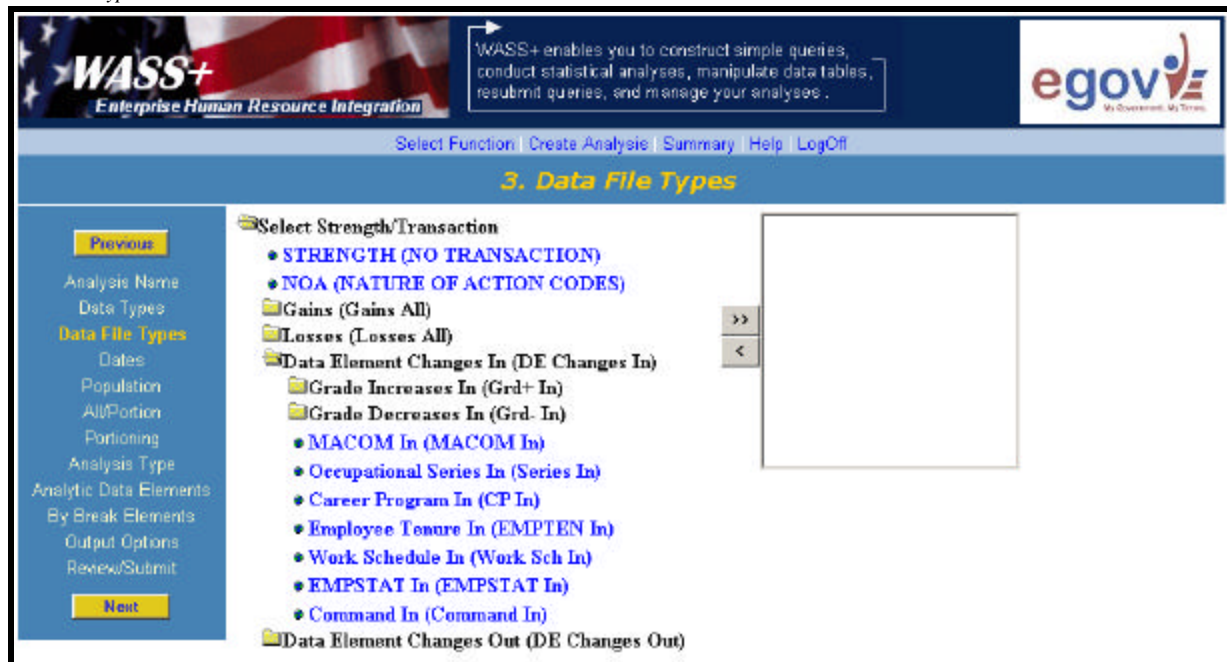 WASS+
Enterprise Human Resource Integration
WASS+ enables you to construct simple queries,
conduct statistical analyses, manipulate data tables,
resubmit queries, and manage your analyses .
egov
My Government. My Terms.
Select Function | Create Analysis | Summary | Help | LogOff
3. Data File Types
Previous
Analysis Name
Data Types
Data File Types
Dates
Population
All/Portion
Portioning
Analysis Type
Analytic Data Elements
By Break Elements
Output Options
Review/Submit
Next
Select Strength/Transaction
STRENGTH (NO TRANSACTION)
NOA (NATURE OF ACTION CODES)
Gains (Gains All)
Losses (Losses All)
Data Element Changes In (DE Changes In)
Grade Increases In (Grd+ In)
Grade Decreases In (Grd- In)
MACOM In (MACOM In)
Occupational Series In (Series In)
Career Program In (CP In)
Employee Tenure In (EMPTEN In)
Work Schedule In (Work Sch In)
EMPSTAT In (EMPSTAT In)
Command In (Command In)
Data Element Changes Out (DE Changes Out)
>>
<